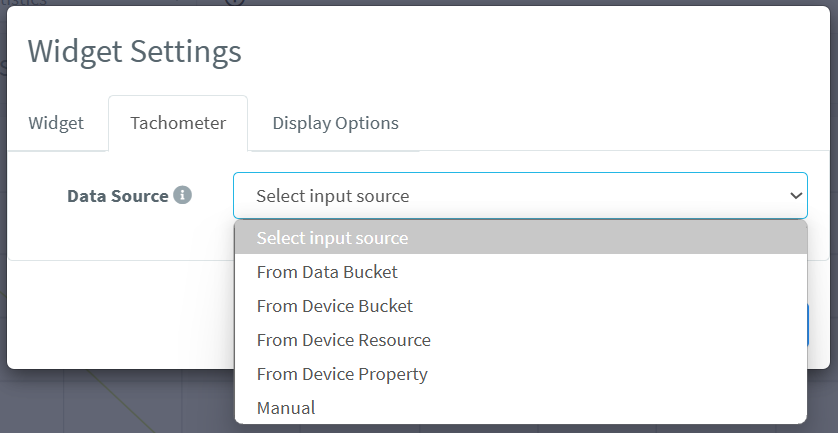 Widget Settings
Widget Tachometer Display Options
Data Source Select input source
Select input source
From Data Bucket
From Device Bucket
From Device Resource
From Device Property
Manual